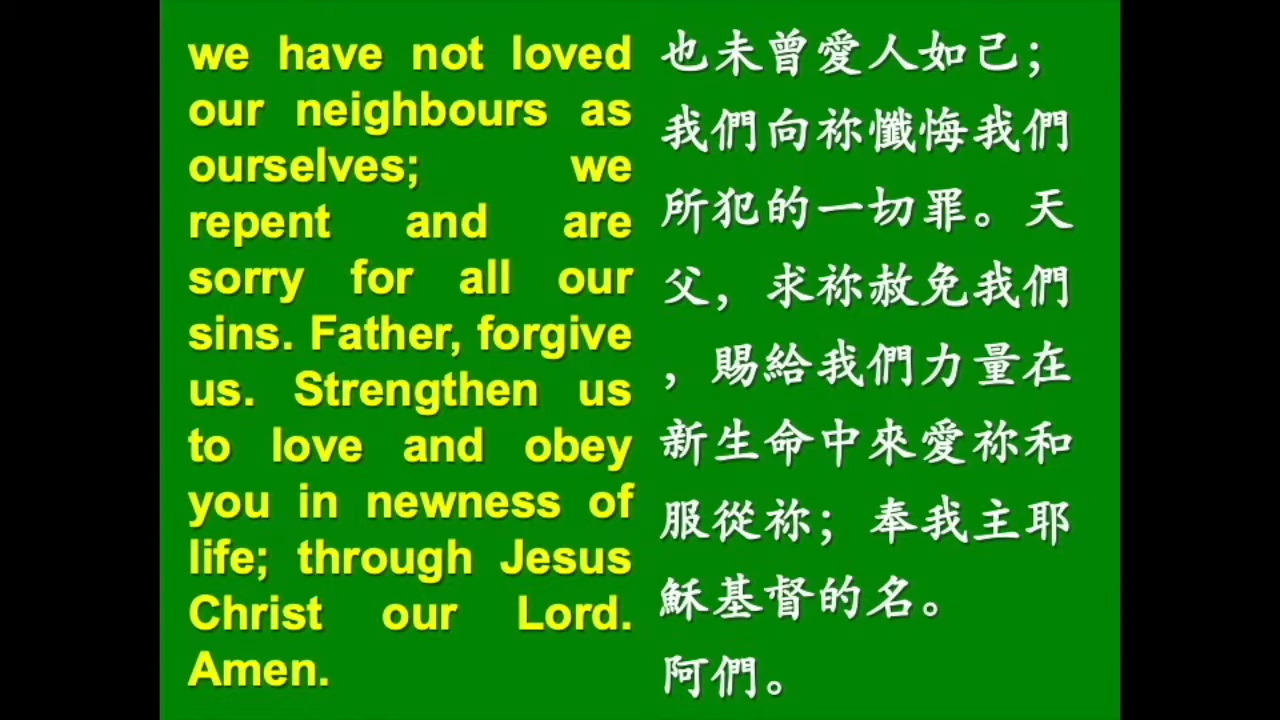 we have not loved
our neighbours as
ourselves; we
repent and are
sorry for all our
sins. Father, forgive
us. Strengthen us
to love and obey
you in newness of
life; through Jesus
Christ our Lord.
Amen.
也未曾愛人如己；
我們向祢懺悔我們
所犯的一切罪。天
父，求祢赦免我們
，賜給我們力量在
新生命中來愛祢和
服從祢；奉我主耶
穌基督的名。
阿們。